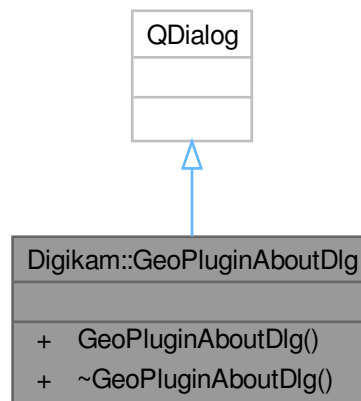 QDialog
Digikam::GeoPluginAboutDlg
+ GeoPluginAboutDlg()
+ ~GeoPluginAboutDlg()